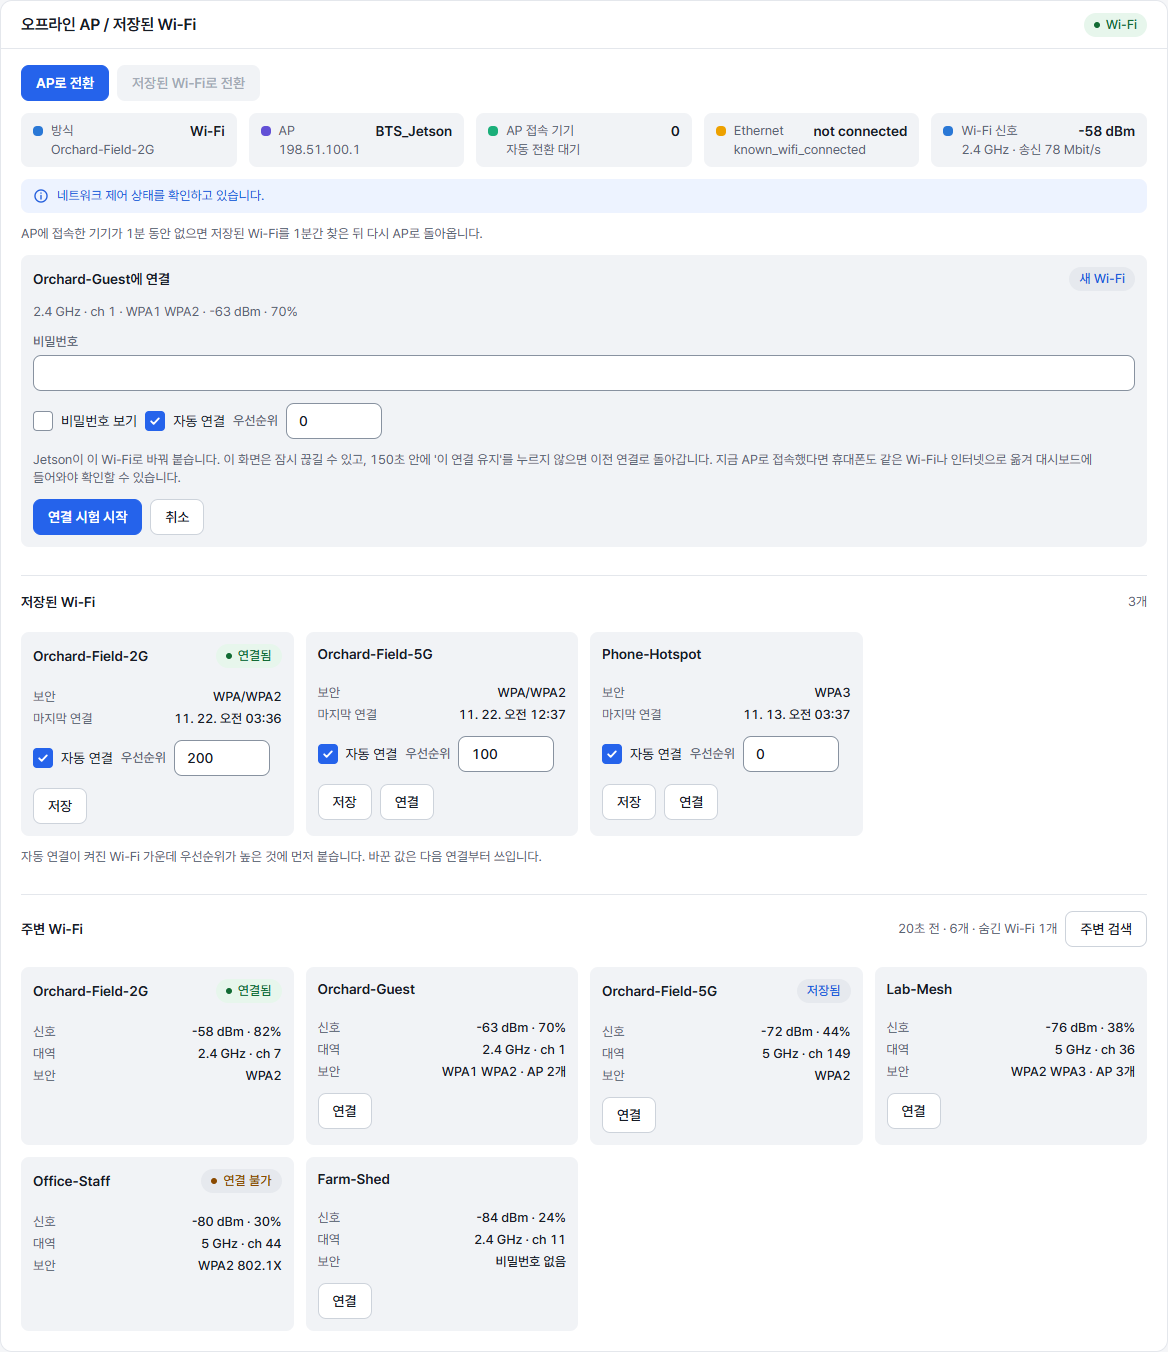 오프라인 AP / 저장된 Wi-Fi
Wi-Fi
AP로 전환
저장된 Wi-Fi로 전환
방식 Wi-Fi
Orchard-Field-2G
AP BTS_Jetson
198.51.100.1
AP 접속 기기 0
자동 전환 대기
Ethernet not connected
known_wifi_connected
Wi-Fi 신호 -58 dBm
2.4 GHz · 송신 78 Mbit/s
네트워크 제어 상태를 확인하고 있습니다.
AP에 접속한 기기가 1분 동안 없으면 저장된 Wi-Fi를 1분간 찾은 뒤 다시 AP로 돌아옵니다.
Orchard-Guest에 연결
새 Wi-Fi
2.4 GHz · ch 1 · WPA1 WPA2 · -63 dBm · 70%
비밀번호
비밀번호 보기 자동 연결 우선순위 0
Jetson이 이 Wi-Fi로 바꿔 붙습니다. 이 화면은 잠시 끊길 수 있고, 150초 안에 '이 연결 유지'를 누르지 않으면 이전 연결로 돌아갑니다. 지금 AP로 접속했다면 휴대폰도 같은 Wi-Fi나 인터넷으로 옮겨 대시보드에
들어와야 확인할 수 있습니다.
연결 시험 시작
취소
저장된 Wi-Fi
3개
Orchard-Field-2G 연결됨
보안 WPA/WPA2
마지막 연결 11. 22. 오전 03:36
자동 연결 우선순위 200
저장
Orchard-Field-5G
보안 WPA/WPA2
마지막 연결 11. 22. 오전 12:37
자동 연결 우선순위 100
저장 연결
Phone-Hotspot
보안 WPA3
마지막 연결 11. 13. 오전 03:37
자동 연결 우선순위 0
저장 연결
자동 연결이 켜진 Wi-Fi 가운데 우선순위가 높은 것에 먼저 붙습니다. 바꾼 값은 다음 연결부터 쓰입니다.
주변 Wi-Fi
20초 전 · 6개 · 숨긴 Wi-Fi 1개
주변 검색
Orchard-Field-2G 연결됨
신호 -58 dBm · 82%
대역 2.4 GHz · ch 7
보안 WPA2
Orchard-Guest
신호 -63 dBm · 70%
대역 2.4 GHz · ch 1
보안 WPA1 WPA2 · AP 2개
연결
Orchard-Field-5G 저장됨
신호 -72 dBm · 44%
대역 5 GHz · ch 149
보안 WPA2
연결
Lab-Mesh
신호 -76 dBm · 38%
대역 5 GHz · ch 36
보안 WPA2 WPA3 · AP 3개
연결
Office-Staff 연결 불가
신호 -80 dBm · 30%
대역 5 GHz · ch 44
보안 WPA2 802.1X
Farm-Shed
신호 -84 dBm · 24%
대역 2.4 GHz · ch 11
보안 비밀번호 없음
연결